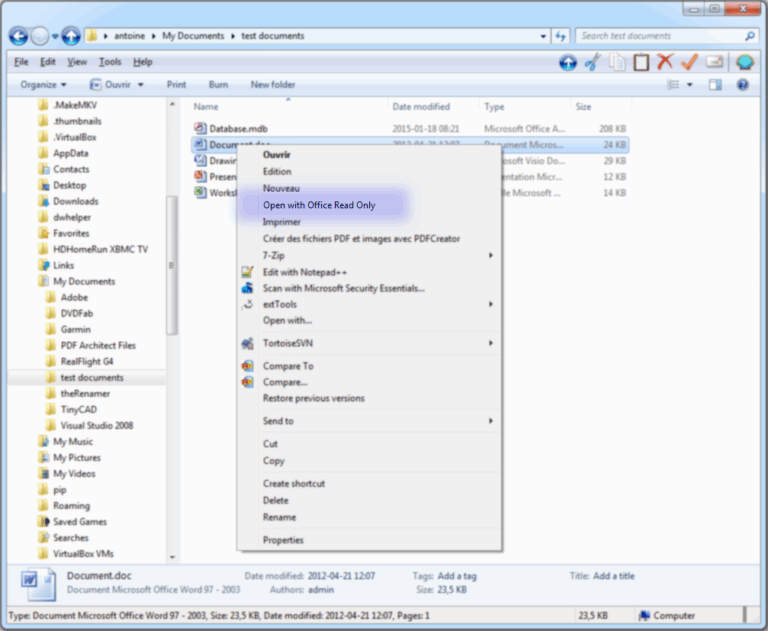 antoine ▸ My Documents ▸ test documents
Search test documents
File Edit View Tools Help
Organize Ouvrir Print Burn New folder
.MakeMKV
.thumbnails
.VirtualBox
AppData
Contacts
Desktop
Downloads
dwhelper
Favorites
HDHomeRun XBMC TV
Links
My Documents
Adobe
DVDFab
Garmin
PDF Architect Files
RealFlight G4
test documents
theRenamer
TinyCAD
Visual Studio 2008
My Music
My Pictures
My Videos
pip
Roaming
Saved Games
Searches
VirtualBox VMs
Name Date modified Type Size
Database.mdb 2015-01-18 08:21 Microsoft Office A... 208 KB
Document.doc 2012-04-21 12:07 Document Micros... 24 KB
Drawin osoft Visio Do... 29 KB
Presen entation Micr... 14 KB
Worksh le Microsoft ... 14 KB
Ouvrir
Edition
Nouveau
Open with Office Read Only
Imprimer
Créer des fichiers PDF et images avec PDFCreator
7-Zip
Edit with Notepad++
Scan with Microsoft Security Essentials...
extTools
Open with...
TortoiseSVN
Compare To
Compare...
Restore previous versions
Send to
Cut
Copy
Create shortcut
Delete
Rename
Properties
Document.doc Date modified: 2012-04-21 12:07 Tags: Add a tag Title: Add a title
Document Microsoft Office Word 97 - 2003 Authors: admin Size: 23,5 KB
Type: Document Microsoft Office Word 97 - 2003, Size: 23,5 KB, Date modified: 2012-04-21 12:07, Pages: 1 23,5 KB Computer